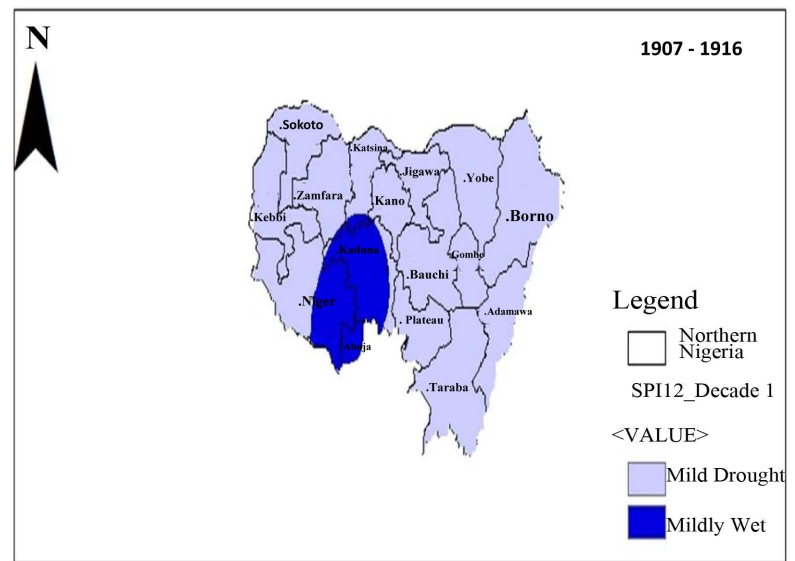 N
1907 - 1916
.Sokoto
.Katsina
.Jigawa
.Yobe
.Zamfara
Kano
.Kebbi
.Borno
.Kaduna
.Gombe
.Bauchi
.Niger
.Plateau
.Adamawa
Abuja
.Taraba
Legend
Northern
Nigeria
SPI12_Decade 1
<VALUE>
Mild Drought
Mildly Wet